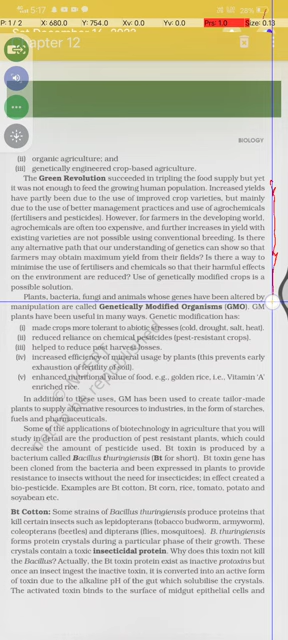 5:17
P: 1 / 2 X: 680.0 Y: 754.0 Xv: 0.0 Yv: 0.0 Prs: 1.0 Size: 0.13
Chapter 12
BIOLOGY
(ii) organic agriculture; and
(iii) genetically engineered crop-based agriculture.
The Green Revolution succeeded in tripling the food supply but yet
it was not enough to feed the growing human population. Increased yields
have partly been due to the use of improved crop varieties, but mainly
due to the use of better management practices and use of agrochemicals
(fertilisers and pesticides). However, for farmers in the developing world,
agrochemicals are often too expensive, and further increases in yield with
existing varieties are not possible using conventional breeding. Is there
any alternative path that our understanding of genetics can show so that
farmers may obtain maximum yield from their fields? Is there a way to
minimise the use of fertilisers and chemicals so that their harmful effects
on the environment are reduced? Use of genetically modified crops is a
possible solution.
Plants, bacteria, fungi and animals whose genes have been altered by
manipulation are called Genetically Modified Organisms (GMO). GM
plants have been useful in many ways. Genetic modification has:
(i) made crops more tolerant to abiotic stresses (cold, drought, salt, heat).
(ii) reduced reliance on chemical pesticides (pest-resistant crops).
(iii) helped to reduce post harvest losses.
(iv) increased efficiency of mineral usage by plants (this prevents early
exhaustion of fertility of soil).
(v) enhanced nutritional value of food, e.g., golden rice, i.e., Vitamin 'A'
enriched rice.
In addition to these uses, GM has been used to create tailor-made
plants to supply alternative resources to industries, in the form of starches,
fuels and pharmaceuticals.
Some of the applications of biotechnology in agriculture that you will
study in detail are the production of pest resistant plants, which could
decrease the amount of pesticide used. Bt toxin is produced by a
bacterium called Bacillus thuringiensis (Bt for short). Bt toxin gene has
been cloned from the bacteria and been expressed in plants to provide
resistance to insects without the need for insecticides; in effect created a
bio-pesticide. Examples are Bt cotton, Bt corn, rice, tomato, potato and
soyabean etc.
Bt Cotton: Some strains of Bacillus thuringiensis produce proteins that
kill certain insects such as lepidopterans (tobacco budworm, armyworm),
coleopterans (beetles) and dipterans (flies, mosquitoes). B. thuringiensis
forms protein crystals during a particular phase of their growth. These
crystals contain a toxic insecticidal protein. Why does this toxin not kill
the Bacillus? Actually, the Bt toxin protein exist as inactive protoxins but
once an insect ingest the inactive toxin, it is converted into an active form
of toxin due to the alkaline pH of the gut which solubilise the crystals.
The activated toxin binds to the surface of midgut epithelial cells and